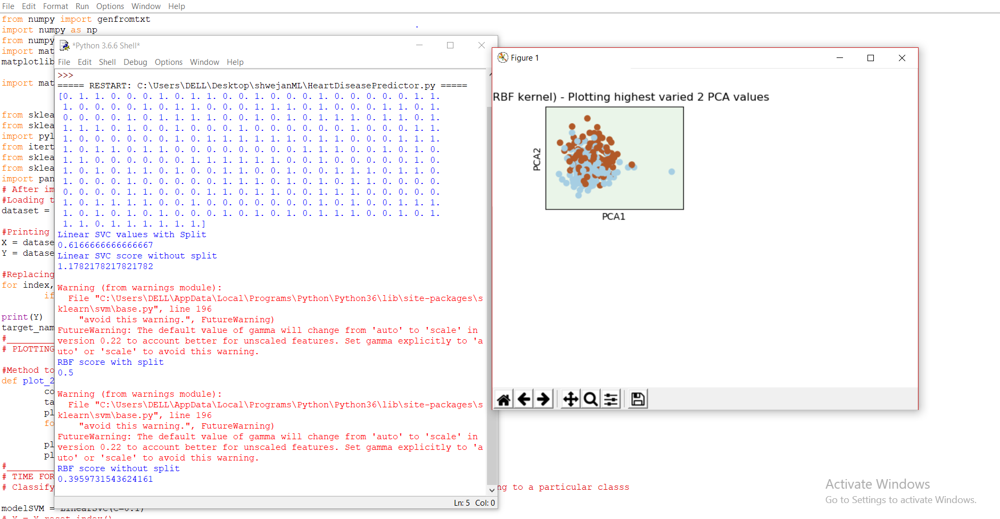 File Edit Format Run Options Window Help
from numpy import genfromtxt
import numpy as np
from numpy
import mat
matplotlib
import mat
from sklea
from sklea
import pyl
from itert
from sklea
from sklea
import pan
# After im
#Loading t
dataset =
#Printing
X = datase
Y = datase
#Replacing
for index,
if
print(Y)
target_nam
#
# PLOTTING
#Method to
def plot_2
co
ta
pl
fo
pl
pl
#
# TIME FOR
# Classify
ng to a particular classs
modelSVM = LinearSVC(C=0.1)
# Y = Y.reset_index()
*Python 3.6.6 Shell*
File Edit Shell Debug Options Window Help
>>>
===== RESTART: C:\Users\DELL\Desktop\shwejanML\HeartDiseasePredictor.py =====
[0. 1. 1. 0. 0. 0. 1. 0. 1. 1. 0. 0. 1. 0. 0. 0. 1. 0. 0. 0. 0. 0. 1. 1.
1. 0. 0. 0. 0. 1. 0. 1. 1. 0. 0. 0. 1. 1. 1. 0. 1. 0. 0. 0. 1. 1. 0. 1.
0. 0. 0. 0. 1. 0. 1. 1. 1. 1. 0. 0. 1. 0. 1. 0. 1. 0. 1. 1. 0. 1. 1. 0. 1.
1. 1. 1. 0. 1. 0. 0. 1. 0. 0. 0. 1. 0. 0. 0. 0. 0. 1. 0. 0. 0. 1. 1.
1. 0. 0. 0. 0. 0. 0. 1. 0. 1. 1. 1. 1. 1. 1. 0. 1. 1. 0. 0. 0. 1. 1. 1.
1. 0. 1. 1. 0. 1. 1. 0. 0. 0. 0. 0. 0. 0. 0. 1. 1. 1. 0. 0. 1. 0. 1. 0.
1. 1. 0. 0. 0. 0. 0. 0. 1. 1. 1. 1. 1. 1. 0. 0. 1. 0. 0. 0. 0. 0. 1. 0.
1. 0. 1. 0. 1. 0. 0. 1. 0. 0. 1. 0. 1. 0. 0. 1. 0. 0. 1. 1. 1. 0. 1. 1. 0.
1. 0. 0. 0. 0. 0. 1. 0. 0. 1. 1. 1. 0. 1. 0. 1. 0. 1. 1. 0. 0. 0. 0.
0. 0. 0. 0. 1. 1. 0. 0. 0. 1. 1. 0. 1. 1. 0. 0. 1. 1. 1. 0. 0. 0. 0. 0.
1. 0. 1. 1. 1. 1. 0. 0. 1. 0. 0. 0. 0. 0. 0. 0. 1. 0. 1. 0. 0. 1. 1. 1.
1. 0. 1. 0. 1. 0. 1. 0. 0. 0. 1. 0. 1. 0. 1. 0. 1. 1. 1. 0. 0. 1. 0. 1.
1. 1. 0. 1. 1. 1. 1. 1. 1.]
Linear SVC values with Split
0.6166666666666667
Linear SVC score without split
1.1782178217821782
Warning (from warnings module):
File "C:\Users\DELL\AppData\Local\Programs\Python\Python36\lib\site-packages\s
klearn\svm\base.py", line 196
"avoid this warning.", FutureWarning)
FutureWarning: The default value of gamma will change from 'auto' to 'scale' in
version 0.22 to account better for unscaled features. Set gamma explicitly to 'a
uto' or 'scale' to avoid this warning.
RBF score with split
0.5
Warning (from warnings module):
File "C:\Users\DELL\AppData\Local\Programs\Python\Python36\lib\site-packages\s
klearn\svm\base.py", line 196
"avoid this warning.", FutureWarning)
FutureWarning: The default value of gamma will change from 'auto' to 'scale' in
version 0.22 to account better for unscaled features. Set gamma explicitly to 'a
uto' or 'scale' to avoid this warning.
RBF score without split
0.3959731543624161
Ln: 5 Col: 0
Figure 1
RBF kernel) - Plotting highest varied 2 PCA values
PCA2
PCA1
Activate Windows
Go to Settings to activate Windows.